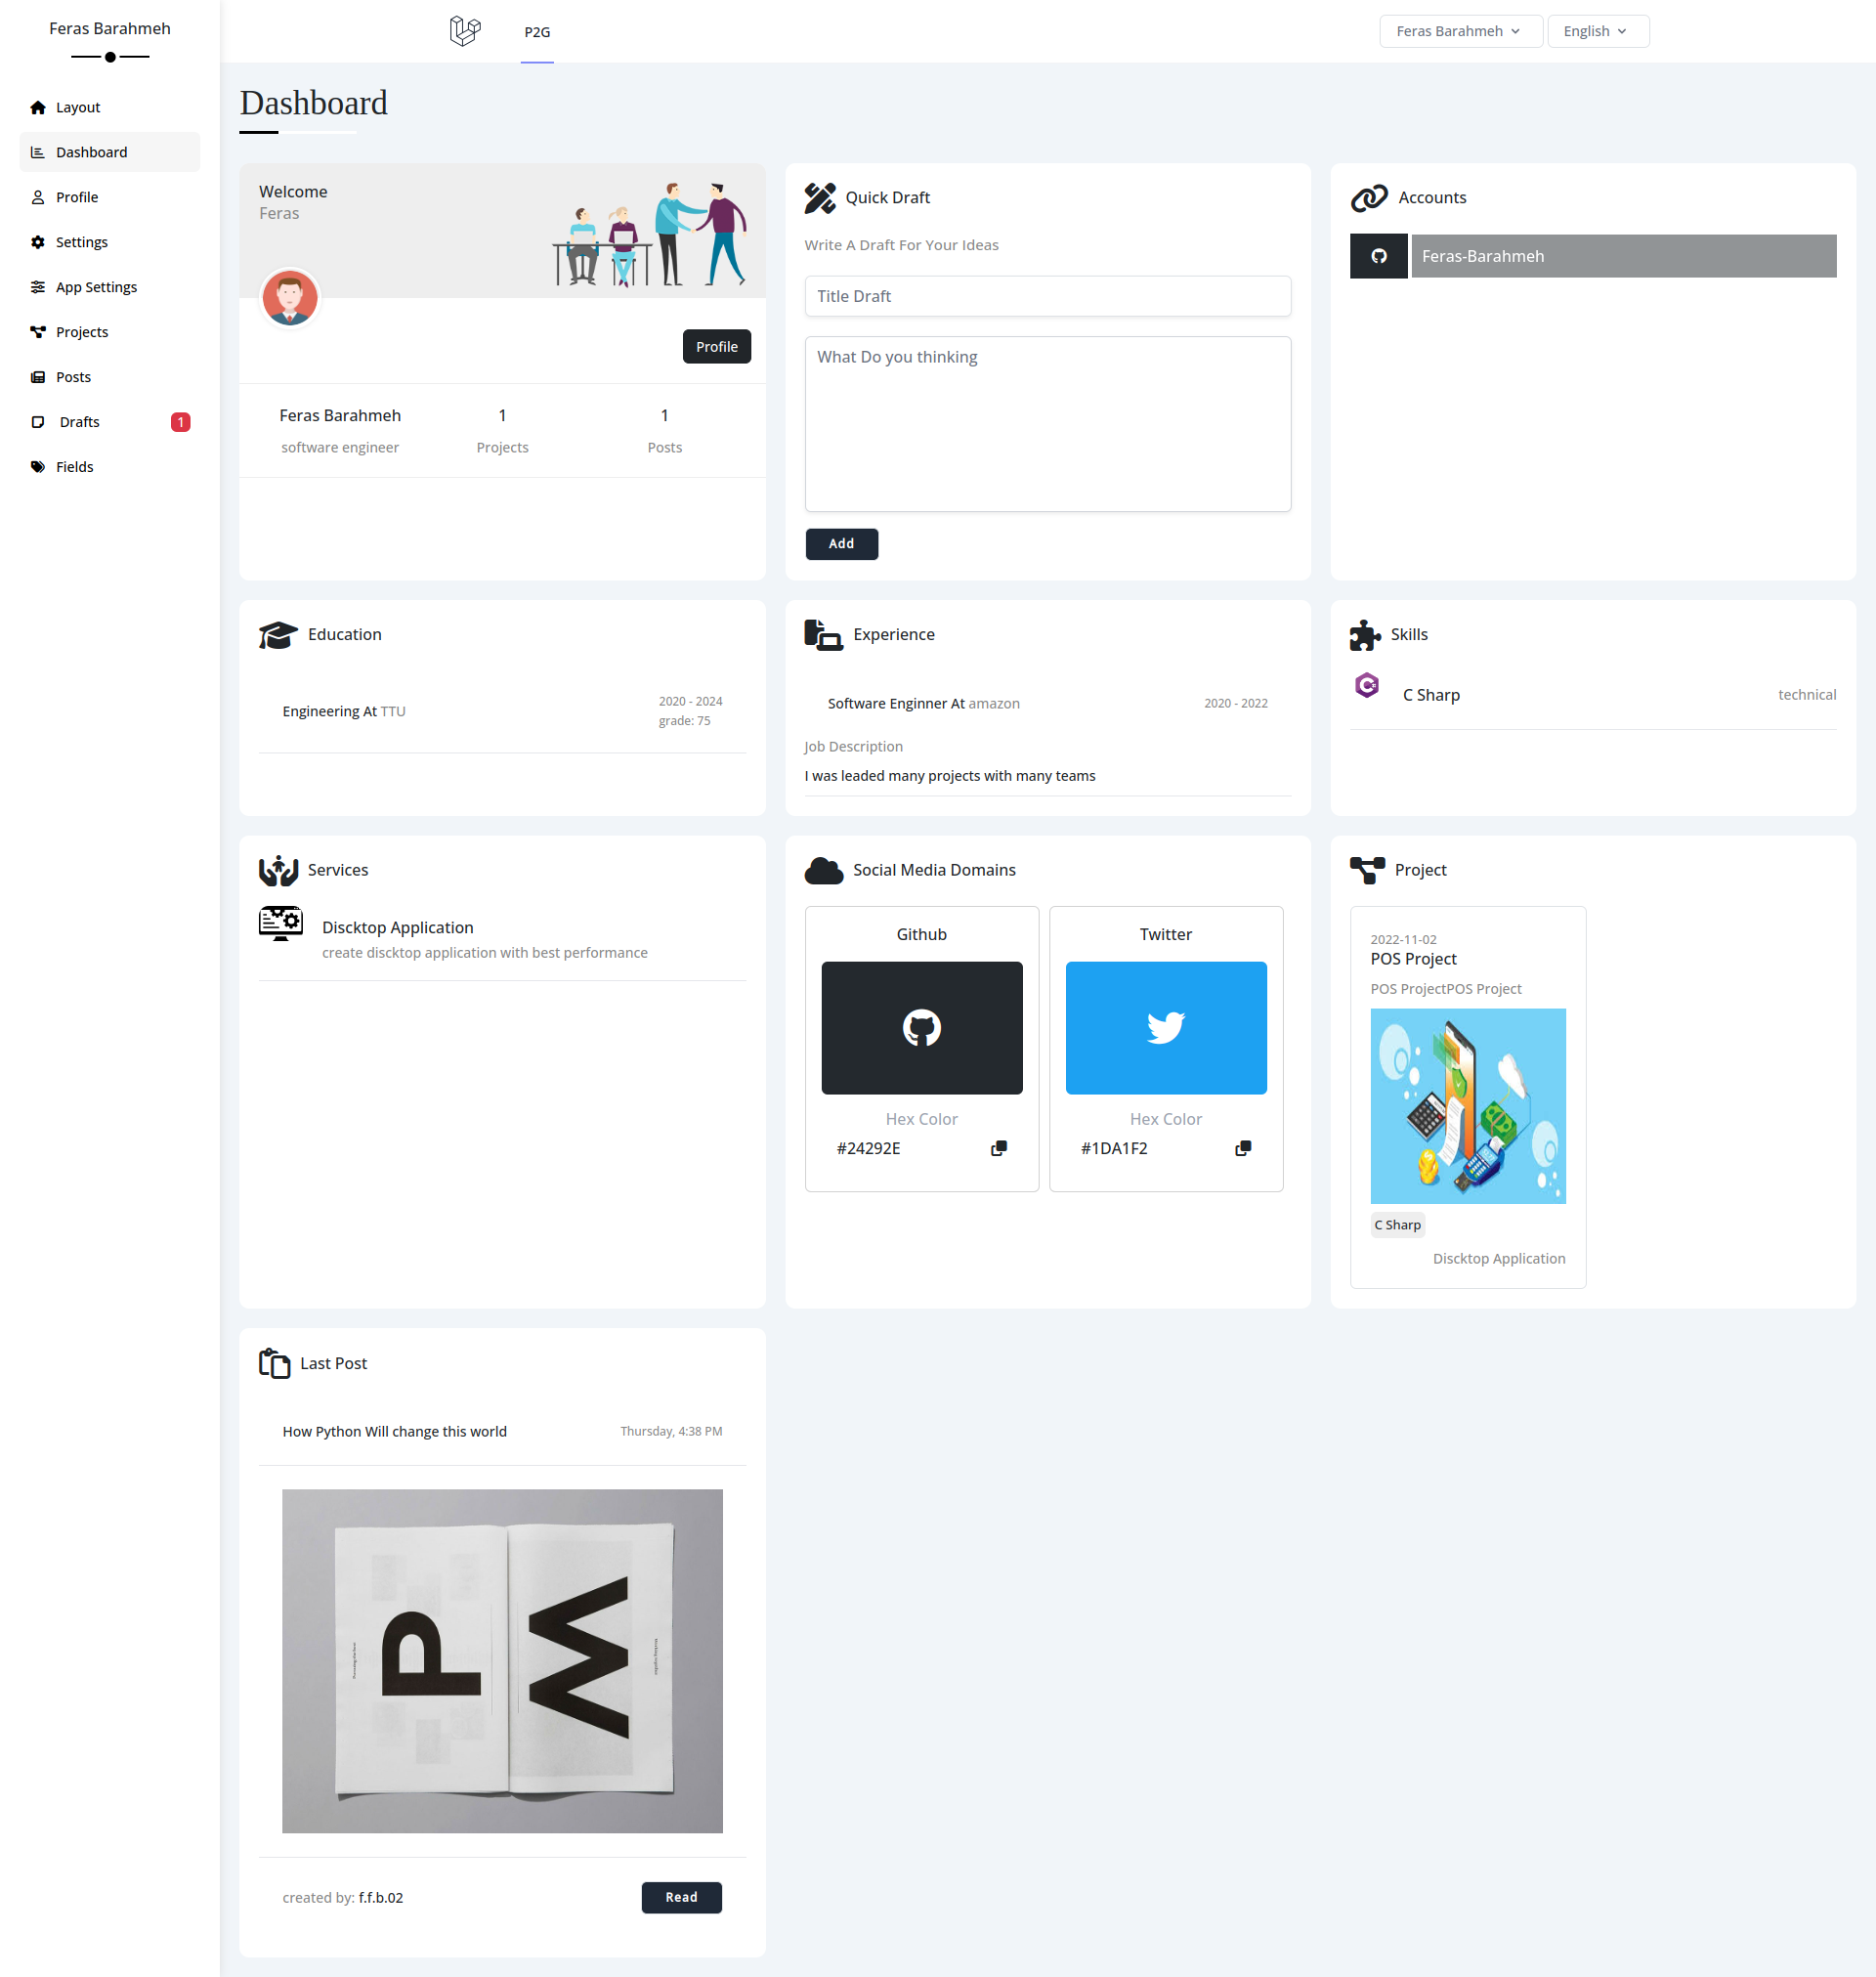 Feras Barahmeh
Layout
Dashboard
Profile
Settings
App Settings
Projects
Posts
Drafts 1
Fields
P2G
Feras Barahmeh
English
Dashboard
Welcome
Feras
Profile
Feras Barahmeh
software engineer
1
Projects
1
Posts
Quick Draft
Write A Draft For Your Ideas
Title Draft
What Do you thinking
Add
Accounts
Feras-Barahmeh
Education
Engineering At TTU
2020 - 2024
grade: 75
Experience
Software Enginner At amazon
2020 - 2022
Job Description
I was leaded many projects with many teams
Skills
C Sharp
technical
Services
Discktop Application
create discktop application with best performance
Social Media Domains
Github
Hex Color
#24292E
Twitter
Hex Color
#1DA1F2
Project
2022-11-02
POS Project
POS ProjectPOS Project
C Sharp
Discktop Application
Last Post
How Python Will change this world
Thursday, 4:38 PM
P
W
created by: f.f.b.02
Read